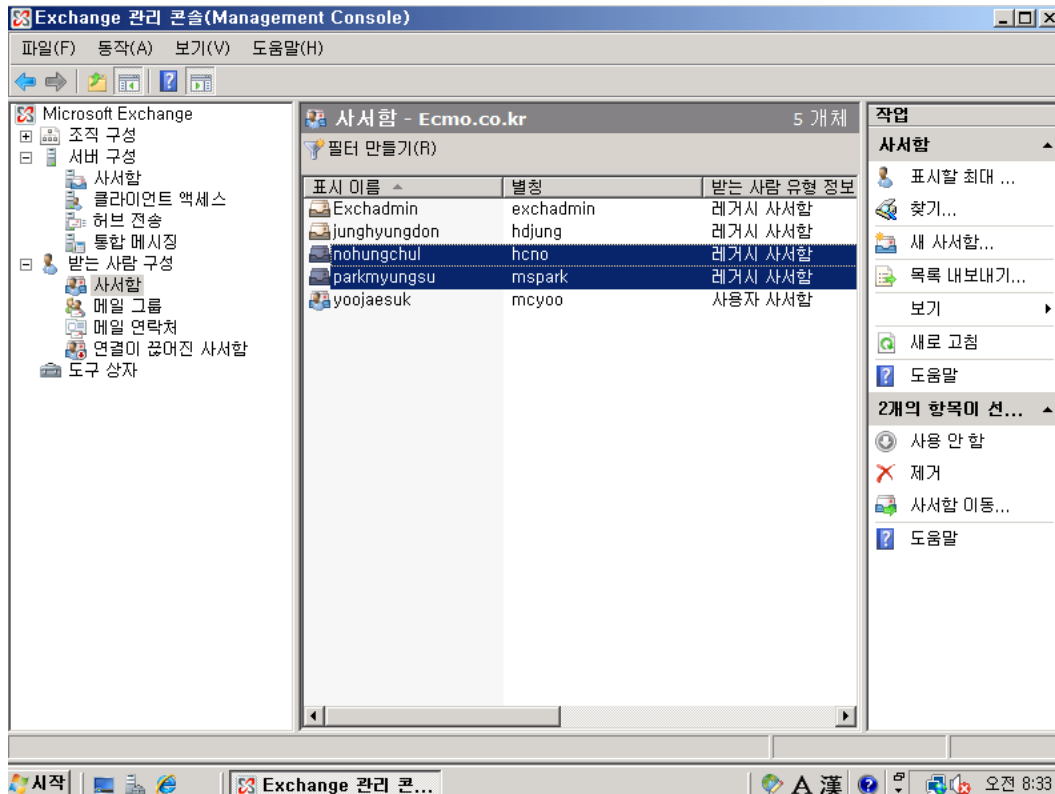 Exchange 관리 콘솔(Management Console)
파일(F) 동작(A) 보기(V) 도움말(H)
Microsoft Exchange
조직 구성
서버 구성
사서함
클라이언트 액세스
허브 전송
통합 메시징
받는 사람 구성
사서함
메일 그룹
메일 연락처
연결이 끊어진 사서함
도구 상자
사서함 - Ecmo.co.kr 5 개체
필터 만들기(R)
표시 이름 별칭 받는 사람 유형 정보
Exchadmin exchadmin 레거시 사서함
junghyungdon hdjung 레거시 사서함
nohungchul hcno 레거시 사서함
parkmyungsu mspark 레거시 사서함
yoojaesuk mcyoo 사용자 사서함
작업
사서함
표시할 최대 ...
찾기...
새 사서함...
목록 내보내기...
보기
새로 고침
도움말
2개의 항목이 선...
사용 안 함
제거
사서함 이동...
도움말
시작 Exchange 관리 콘... A 漢 오전 8:33